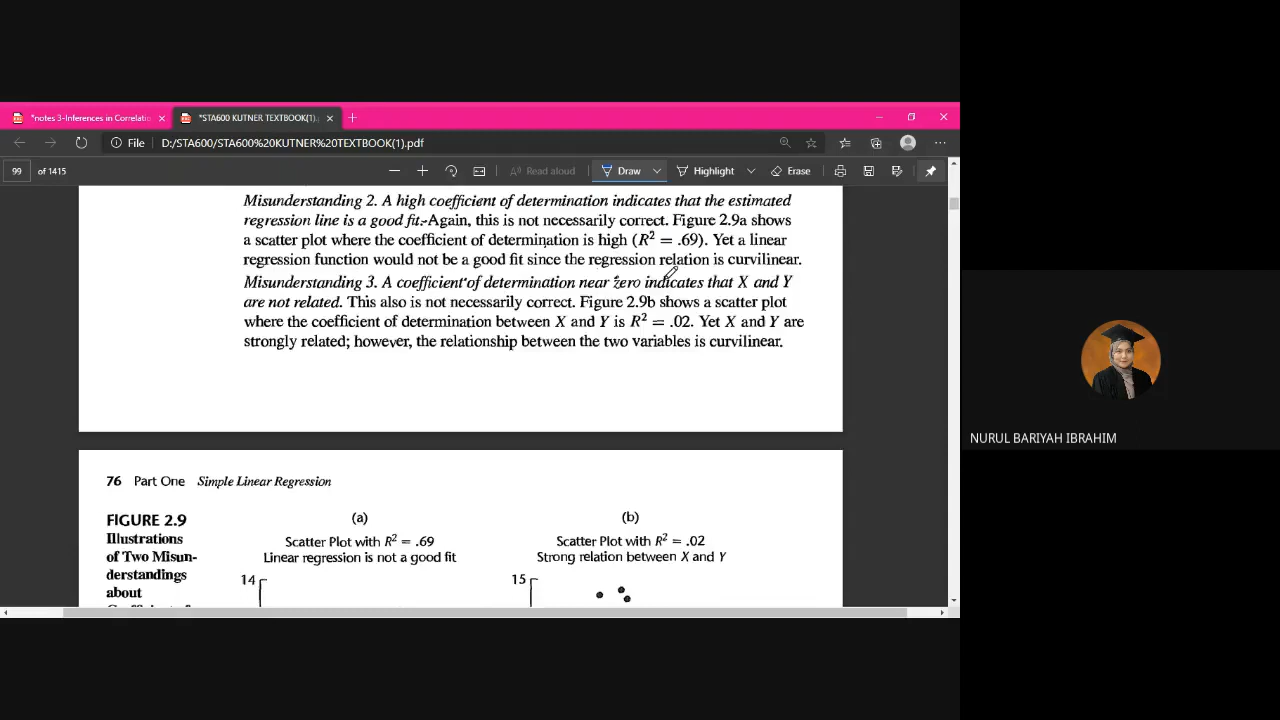 *notes 3-Inferences in Correlatio
*STA600 KUTNER TEXTBOOK(1).
File D:/STA600/STA600%20KUTNER%20TEXTBOOK(1).pdf
99 of 1415 Read aloud Draw Highlight Erase
Misunderstanding 2. A high coefficient of determination indicates that the estimated
regression line is a good fit. Again, this is not necessarily correct. Figure 2.9a shows
a scatter plot where the coefficient of determination is high (R² = .69). Yet a linear
regression function would not be a good fit since the regression relation is curvilinear.
Misunderstanding 3. A coefficient of determination near zero indicates that X and Y
are not related. This also is not necessarily correct. Figure 2.9b shows a scatter plot
where the coefficient of determination between X and Y is R² = .02. Yet X and Y are
strongly related; however, the relationship between the two variables is curvilinear.
NURUL BARIYAH IBRAHIM
76 Part One Simple Linear Regression
FIGURE 2.9
Illustrations
of Two Misun-
derstandings
about
(a)
Scatter Plot with R² = .69
Linear regression is not a good fit
14
(b)
Scatter Plot with R² = .02
Strong relation between X and Y
15